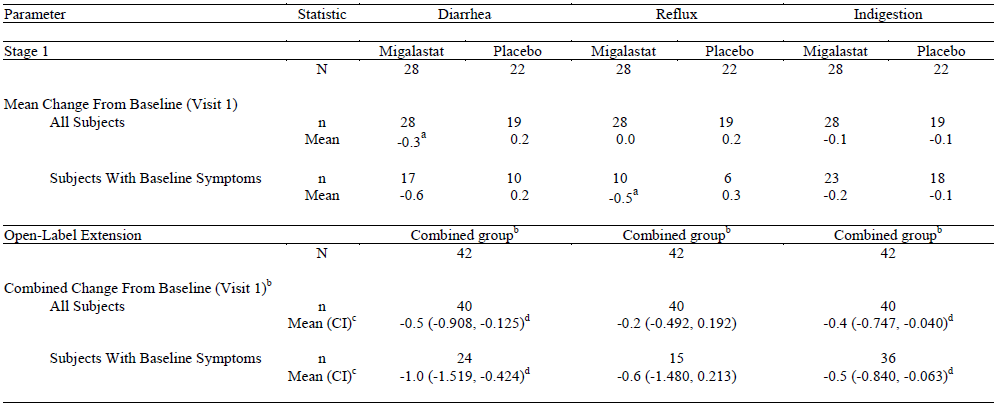 Parameter Statistic Diarrhea Reflux Indigestion
Stage 1 Migalastat Placebo Migalastat Placebo Migalastat Placebo
N 28 22 28 22 28 22
Mean Change From Baseline (Visit 1)
All Subjects n 28 19 28 19 28 19
Mean -0.3a 0.2 0.0 0.2 -0.1 -0.1
Subjects With Baseline Symptoms n 17 10 10 6 23 18
Mean -0.6 0.2 -0.5a 0.3 -0.2 -0.1
Open-Label Extension Combined groupb Combined groupb Combined groupb
N 42 42 42
Combined Change From Baseline (Visit 1)b
All Subjects n 40 40 40
Mean (CI)c -0.5 (-0.908, -0.125)d -0.2 (-0.492, 0.192) -0.4 (-0.747, -0.040)d
Subjects With Baseline Symptoms n 24 15 36
Mean (CI)c -1.0 (-1.519, -0.424)d -0.6 (-1.480, 0.213) -0.5 (-0.840, -0.063)d